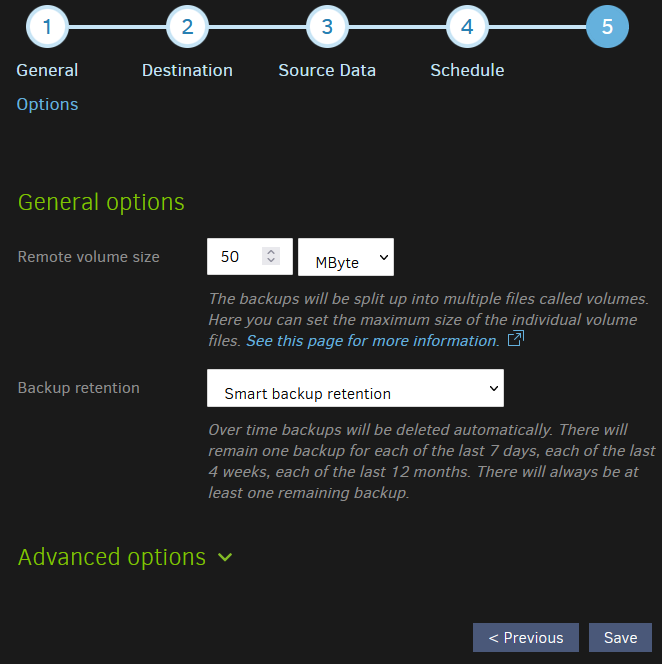 1 2 3 4 5
General Destination Source Data Schedule
Options
General options
Remote volume size 50 MByte
The backups will be split up into multiple files called volumes.
Here you can set the maximum size of the individual volume
files. See this page for more information.
Backup retention Smart backup retention
Over time backups will be deleted automatically. There will
remain one backup for each of the last 7 days, each of the last
4 weeks, each of the last 12 months. There will always be at
least one remaining backup.
Advanced options
< Previous Save